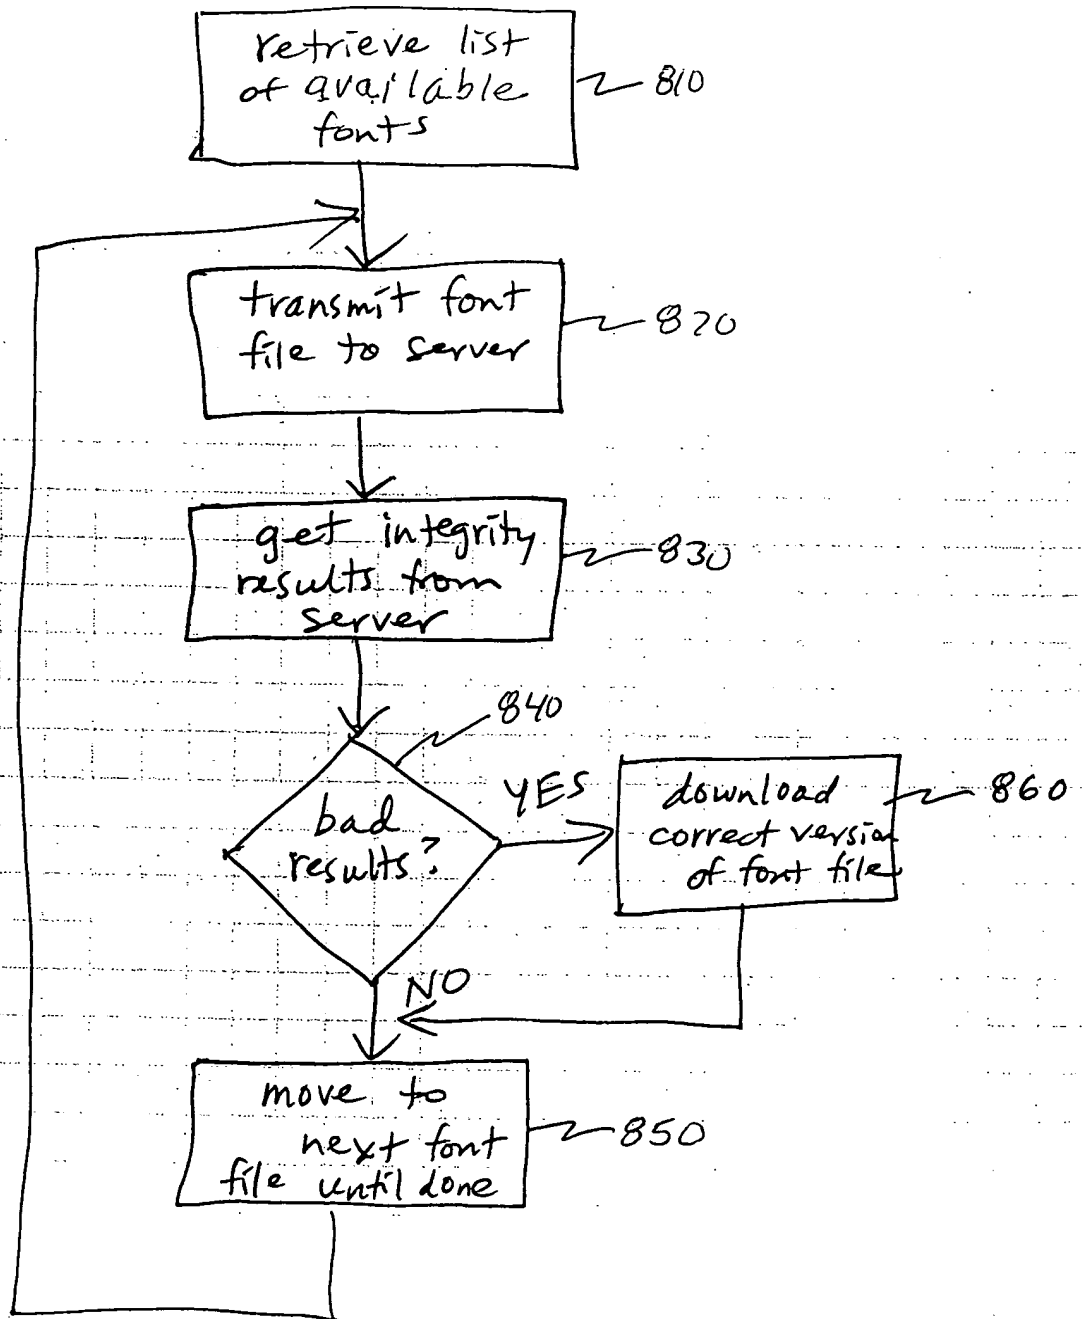 retrieve list
of available
fonts
810
transmit font
file to server
820
get integrity
results from
server
830
840
bad
results?
YES
download
correct version
of font file
860
NO
move to
next font
file until done
850